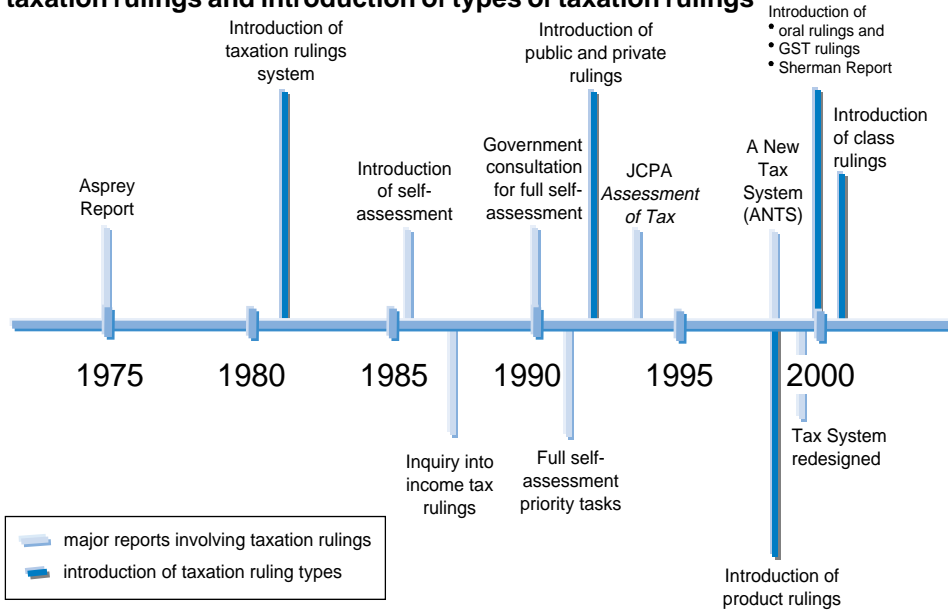 taxation rulings and introduction of types of taxation rulings
Introduction of
taxation rulings
system
Introduction of
public and private
rulings
Introduction of
• oral rulings and
• GST rulings
• Sherman Report
Introduction
of class
rulings
Asprey
Report
Introduction
of self-
assessment
Government
consultation
for full self-
assessment
JCPA
Assessment
of Tax
A New
Tax
System
(ANTS)
1975
1980
1985
1990
1995
2000
Inquiry into
income tax
rulings
Full self-
assessment
priority tasks
Tax System
redesigned
Introduction of
product rulings
major reports involving taxation rulings
introduction of taxation ruling types